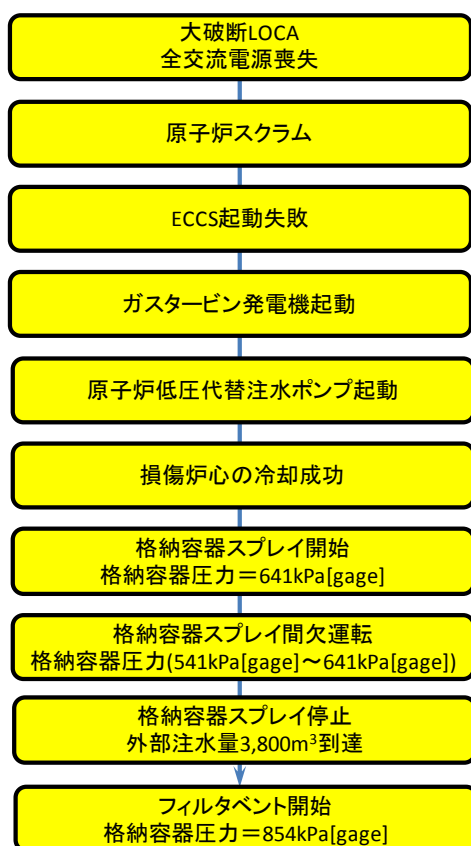 大破断LOCA
全交流電源喪失
原子炉スクラム
ECCS起動失敗
ガスタービン発電機起動
原子炉低圧代替注水ポンプ起動
損傷炉心の冷却成功
格納容器スプレイ開始
格納容器圧力＝641kPa[gage]
格納容器スプレイ間欠運転
格納容器圧力(541kPa[gage]～641kPa[gage])
格納容器スプレイ停止
外部注水量3,800m³到達
フィルタベント開始
格納容器圧力＝854kPa[gage]